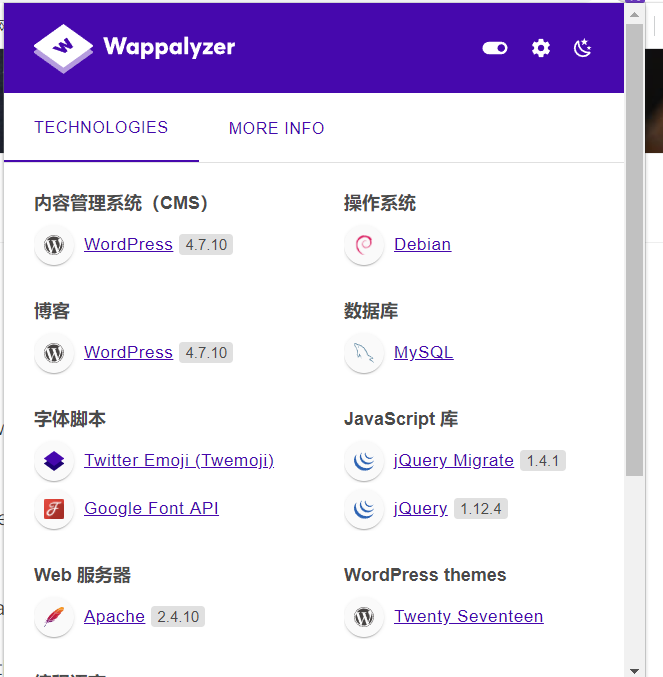 Wappalyzer
TECHNOLOGIES
MORE INFO
内容管理系统（CMS）
WordPress 4.7.10
博客
WordPress 4.7.10
字体脚本
Twitter Emoji (Twemoji)
Google Font API
Web 服务器
Apache 2.4.10
操作系统
Debian
数据库
MySQL
JavaScript 库
jQuery Migrate 1.4.1
jQuery 1.12.4
WordPress themes
Twenty Seventeen